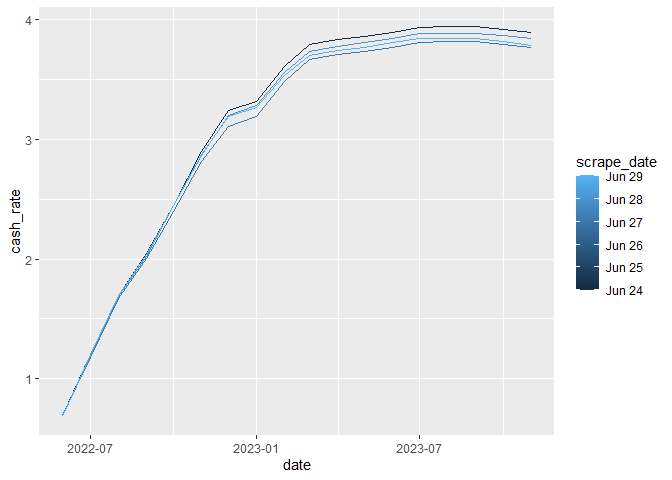 4
3
2
1
cash_rate
2022-07
2023-01
2023-07
date
scrape_date
Jun 29
Jun 28
Jun 27
Jun 26
Jun 25
Jun 24